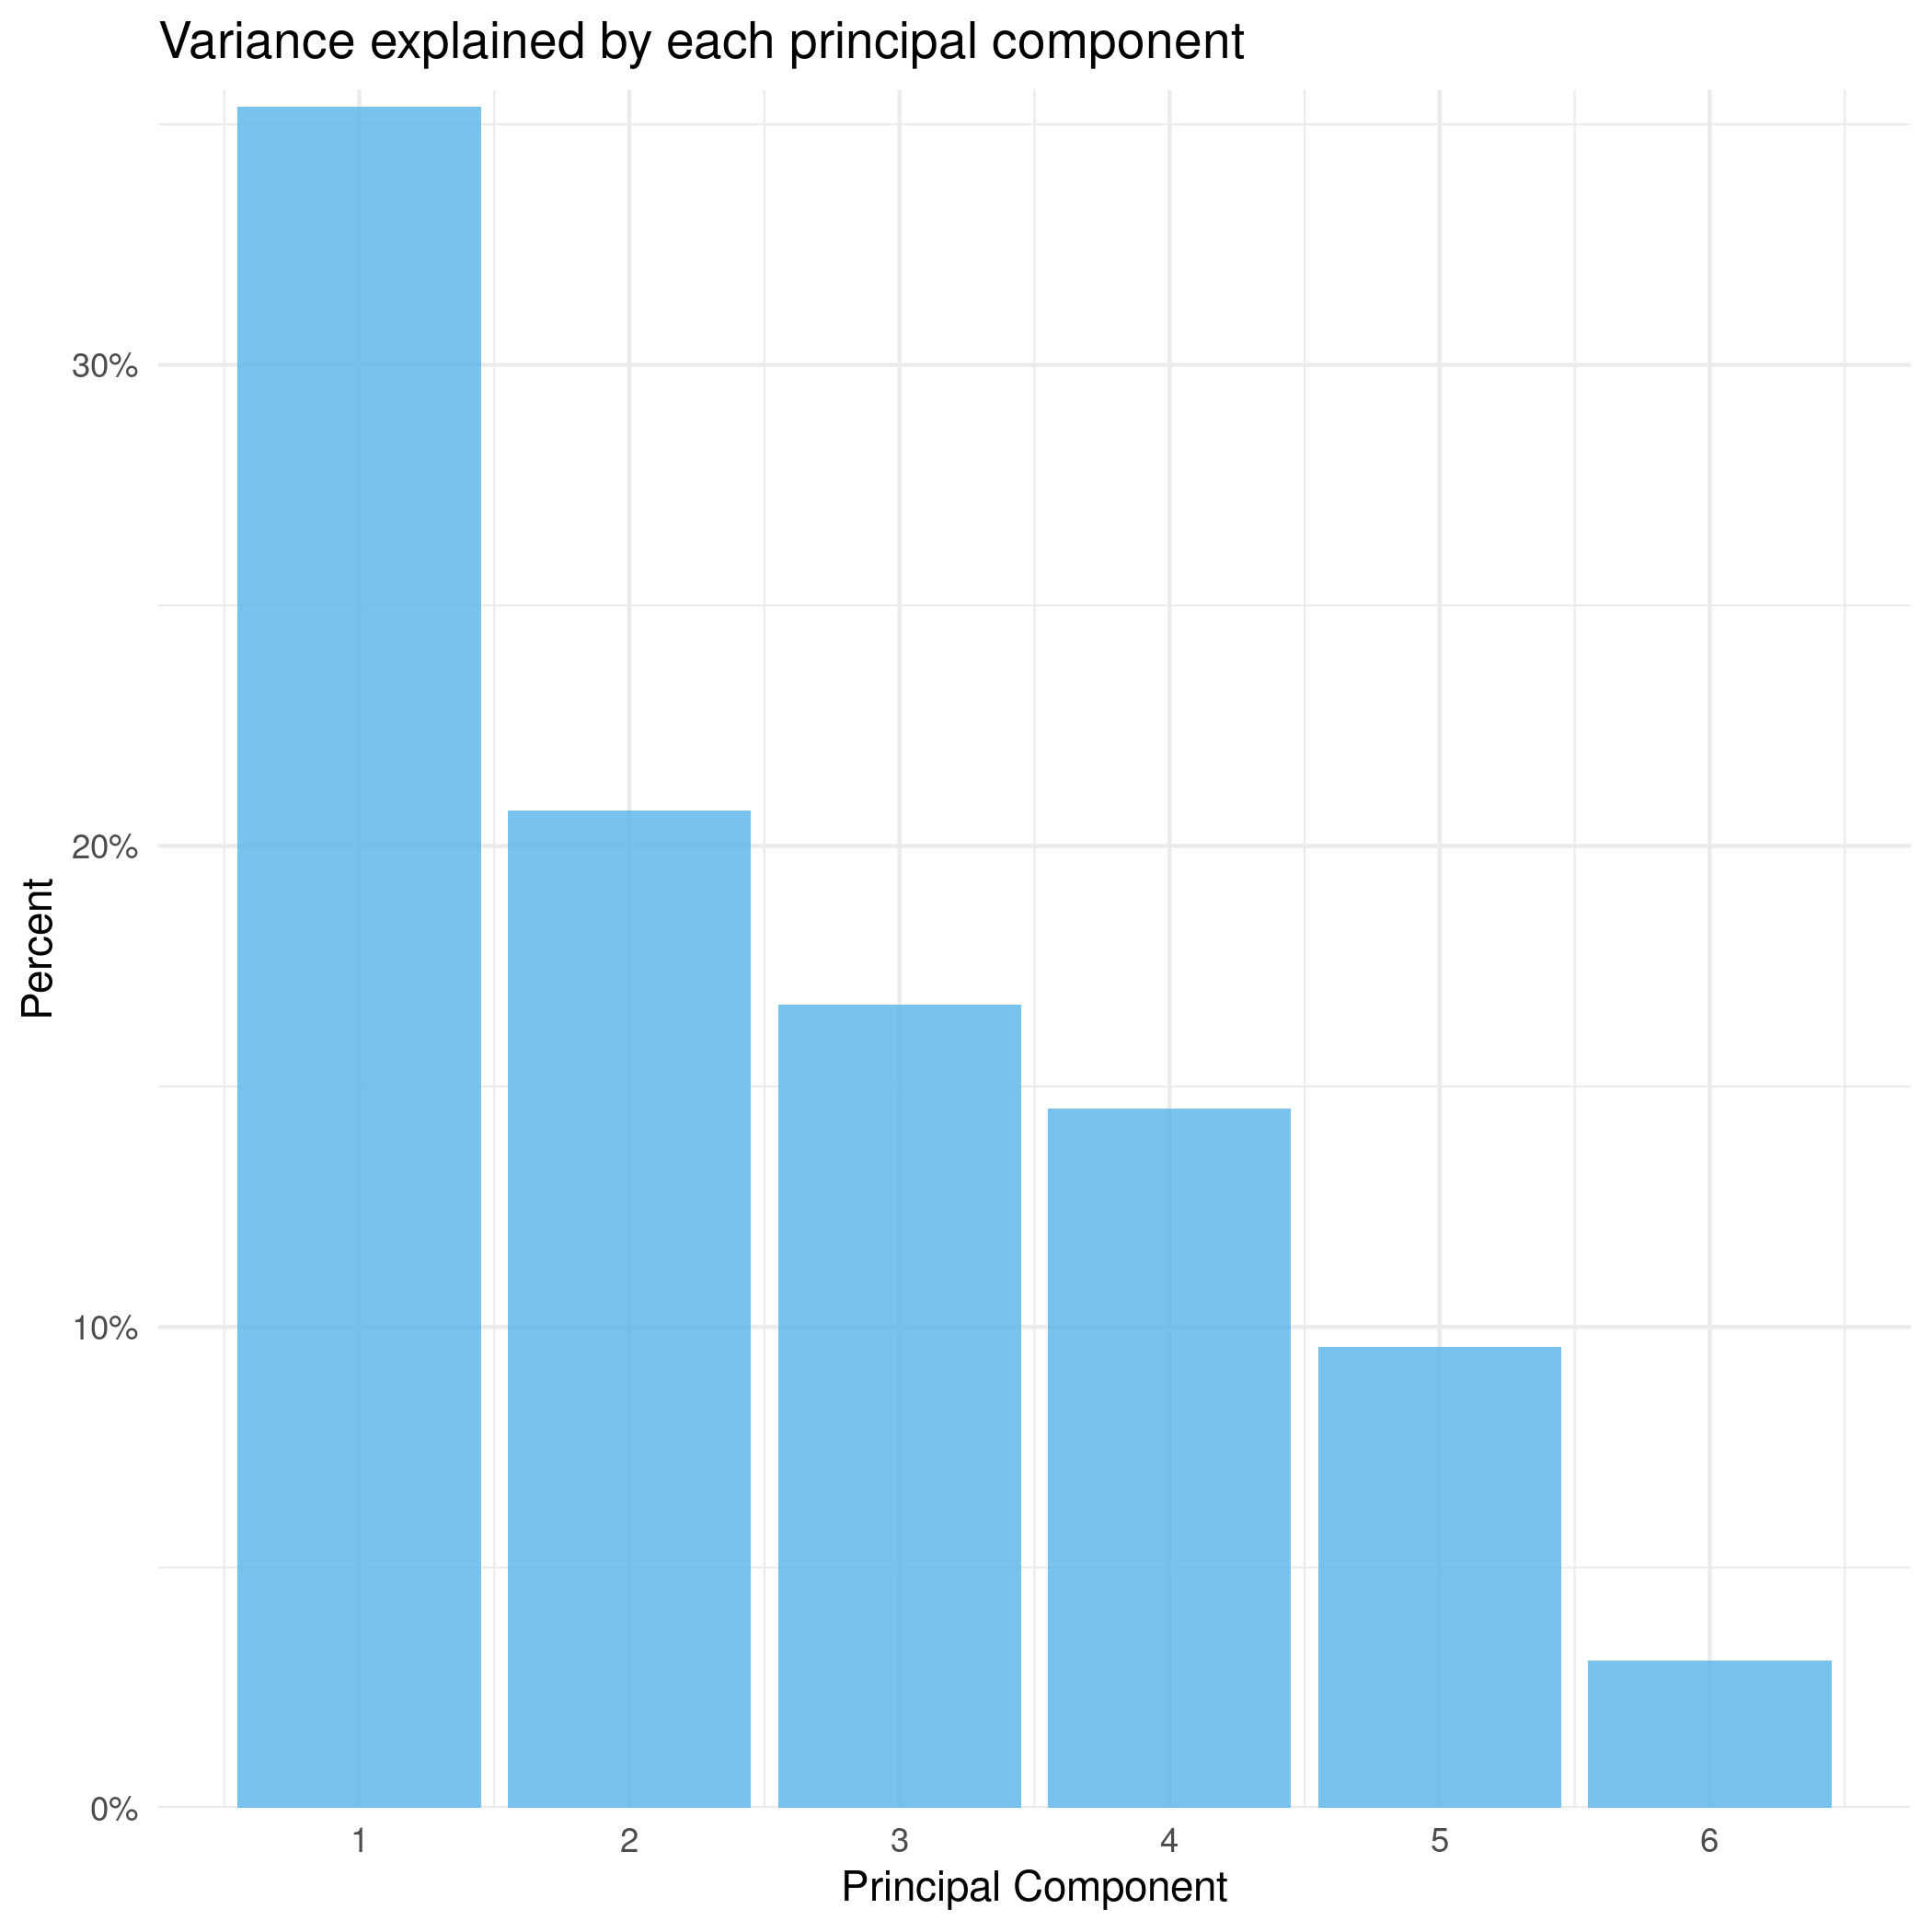 Variance explained by each principal component
Percent
30%
20%
10%
0%
1 2 3 4 5 6
Principal Component